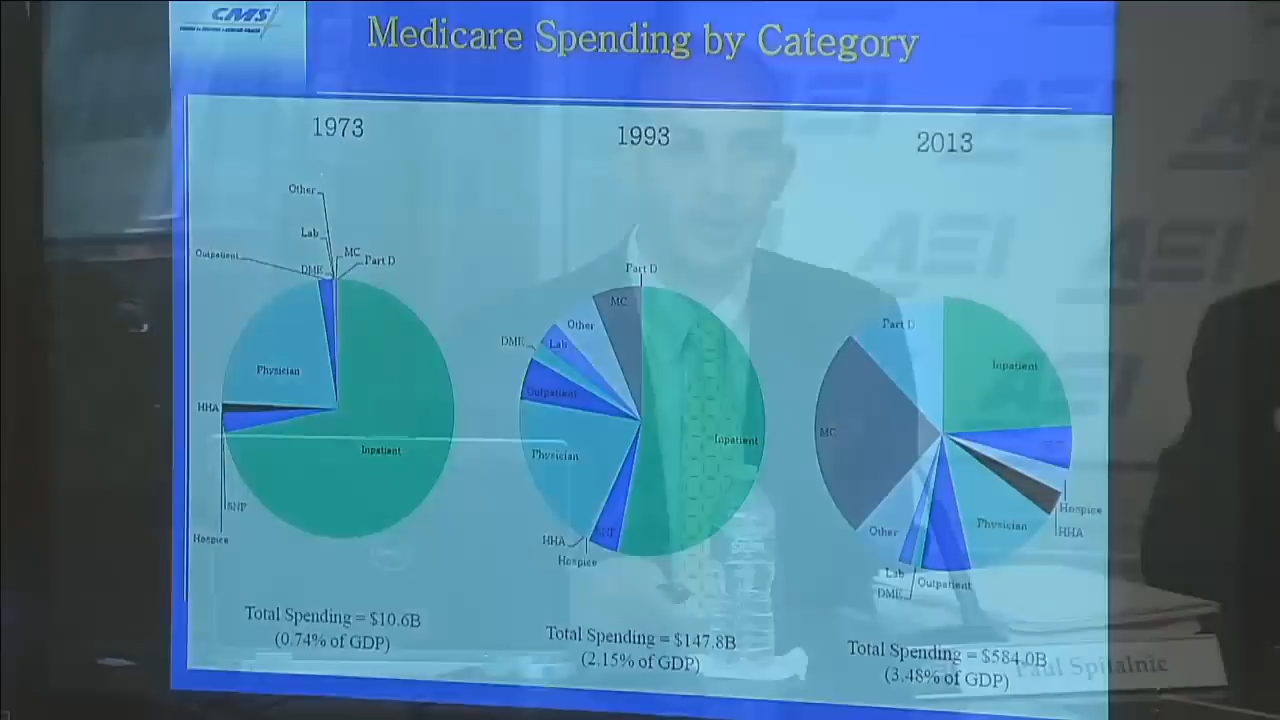 CMS
Medicare Spending by Category
1973
1993
2013
Other
Lab
Outpatient
DME
MC
Part D
Physician
HHA
Inpatient
SNF
Hospice
Total Spending = $10.6B
(0.74% of GDP)
Part D
MC
Other
DME
Lab
Outpatient
Inpatient
Physician
HHA
SNF
Hospice
Total Spending = $147.8B
(2.15% of GDP)
Part D
Inpatient
MC
Hospice
HHA
Physician
Other
Lab
Outpatient
DME
Total Spending = $584.0B
(3.48% of GDP)
AEI
AEI
AEI
AEI
Paul Spitalnic